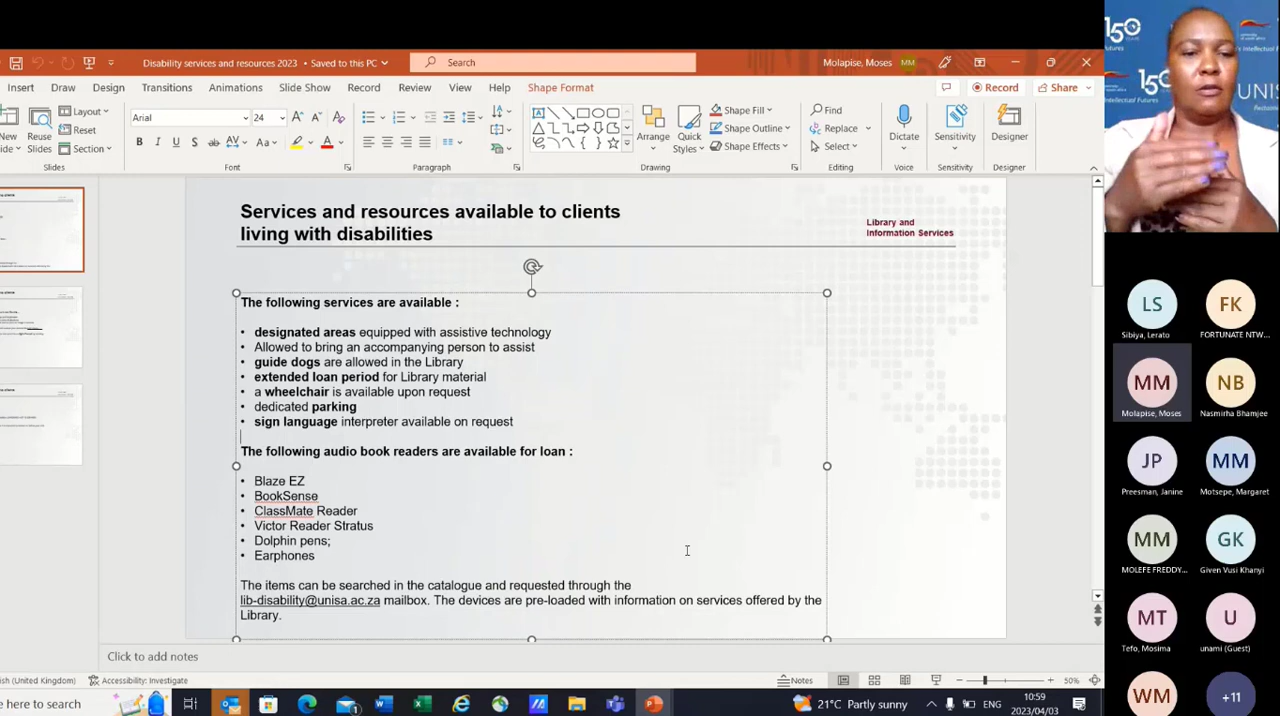 Disability services and resources 2023 • Saved to this PC
Search
Molapise, Moses MM
Insert Draw Design Transitions Animations Slide Show Record Review View Help Shape Format
Record Share
New Slide Reuse Slides Layout Reset Section
Slides
Arial 24
Font
Paragraph
Arrange Quick Styles Shape Fill Shape Outline Shape Effects
Drawing
Find Replace Select
Editing
Dictate
Voice
Sensitivity
Sensitivity
Designer
Designer
Services and resources available to clients
living with disabilities
Library and
Information Services
The following services are available :
• designated areas equipped with assistive technology
• Allowed to bring an accompanying person to assist
• guide dogs are allowed in the Library
• extended loan period for Library material
• a wheelchair is available upon request
• dedicated parking
• sign language interpreter available on request
The following audio book readers are available for loan :
• Blaze EZ
• BookSense
• ClassMate Reader
• Victor Reader Stratus
• Dolphin pens;
• Earphones
The items can be searched in the catalogue and requested through the
lib-disability@unisa.ac.za mailbox. The devices are pre-loaded with information on services offered by the
Library.
Click to add notes
ish (United Kingdom) Accessibility: Investigate Notes 50%
here to search
21°C Partly sunny ENG 10:59
2023/04/03
150
UNIS
LS
Sibiya, Lerato
FK
FORTUNATE NTW...
MM
Molapise, Moses
NB
Nasmirha Bhamjee
JP
Preesman, Janine
MM
Motsepe, Margaret
MM
MOLEFE FREDDY...
GK
Given Vusi Khanyi
MT
Tefo, Mosima
U
unami (Guest)
WM
+11